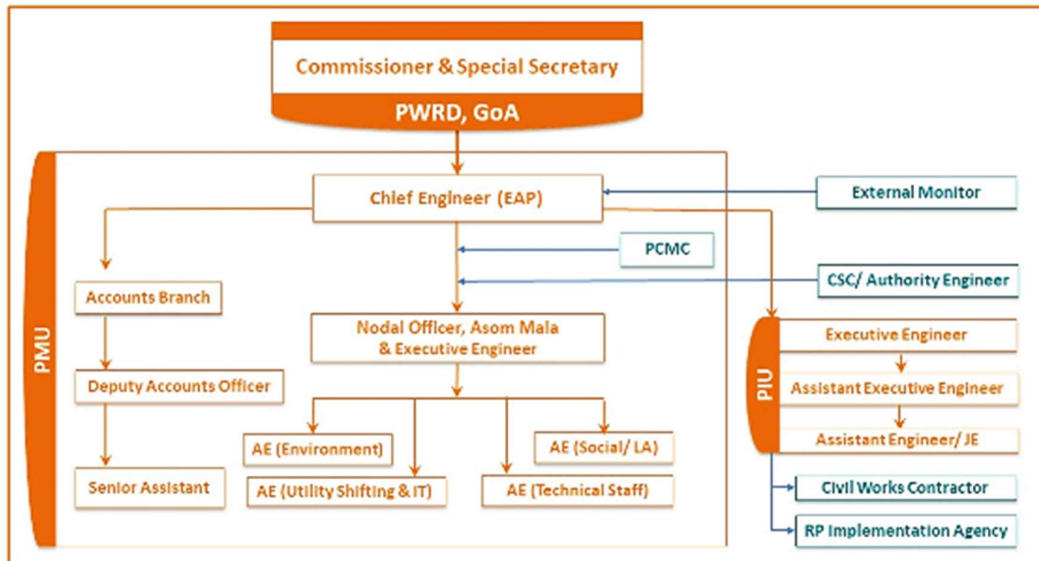 Commissioner & Special Secretary
PWRD, GoA
PMU
Chief Engineer (EAP)
External Monitor
PCMC
CSC/ Authority Engineer
Accounts Branch
Nodal Officer, Asom Mala
& Executive Engineer
Deputy Accounts Officer
Senior Assistant
AE (Environment)
AE (Social/ LA)
AE (Utility Shifting & IT)
AE (Technical Staff)
PIU
Executive Engineer
Assistant Executive Engineer
Assistant Engineer/ JE
Civil Works Contractor
RP Implementation Agency